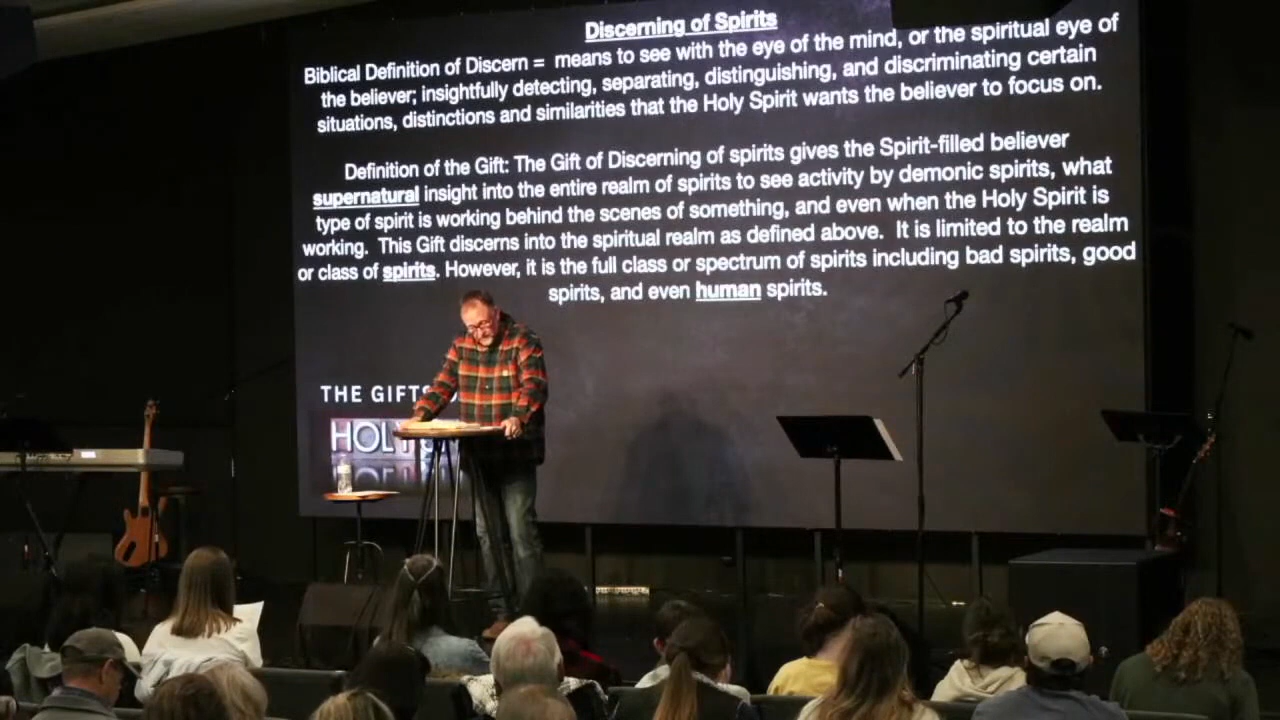 Discerning of Spirits
Biblical Definition of Discern = means to see with the eye of the mind, or the spiritual eye of
the believer; insightfully detecting, separating, distinguishing, and discriminating certain
situations, distinctions and similarities that the Holy Spirit wants the believer to focus on.
Definition of the Gift: The Gift of Discerning of spirits gives the Spirit-filled believer
supernatural insight into the entire realm of spirits to see activity by demonic spirits, what
type of spirit is working behind the scenes of something, and even when the Holy Spirit is
working. This Gift discerns into the spiritual realm as defined above. It is limited to the realm
or class of spirits. However, it is the full class or spectrum of spirits including bad spirits, good
spirits, and even human spirits.
THE GIFTS
HOLY